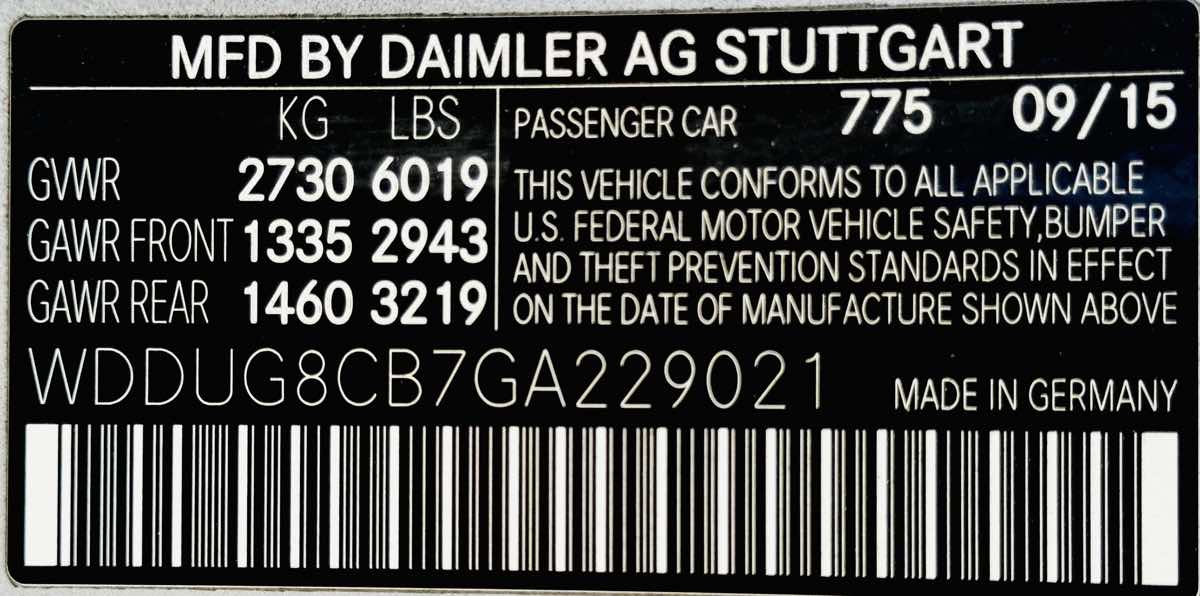 MFD BY DAIMLER AG STUTTGART
KG LBS
GVWR 2730 6019
GAWR FRONT 1335 2943
GAWR REAR 1460 3219
PASSENGER CAR 775 09/15
THIS VEHICLE CONFORMS TO ALL APPLICABLE
U.S. FEDERAL MOTOR VEHICLE SAFETY,BUMPER
AND THEFT PREVENTION STANDARDS IN EFFECT
ON THE DATE OF MANUFACTURE SHOWN ABOVE
WDDUG8CB7GA229021
MADE IN GERMANY